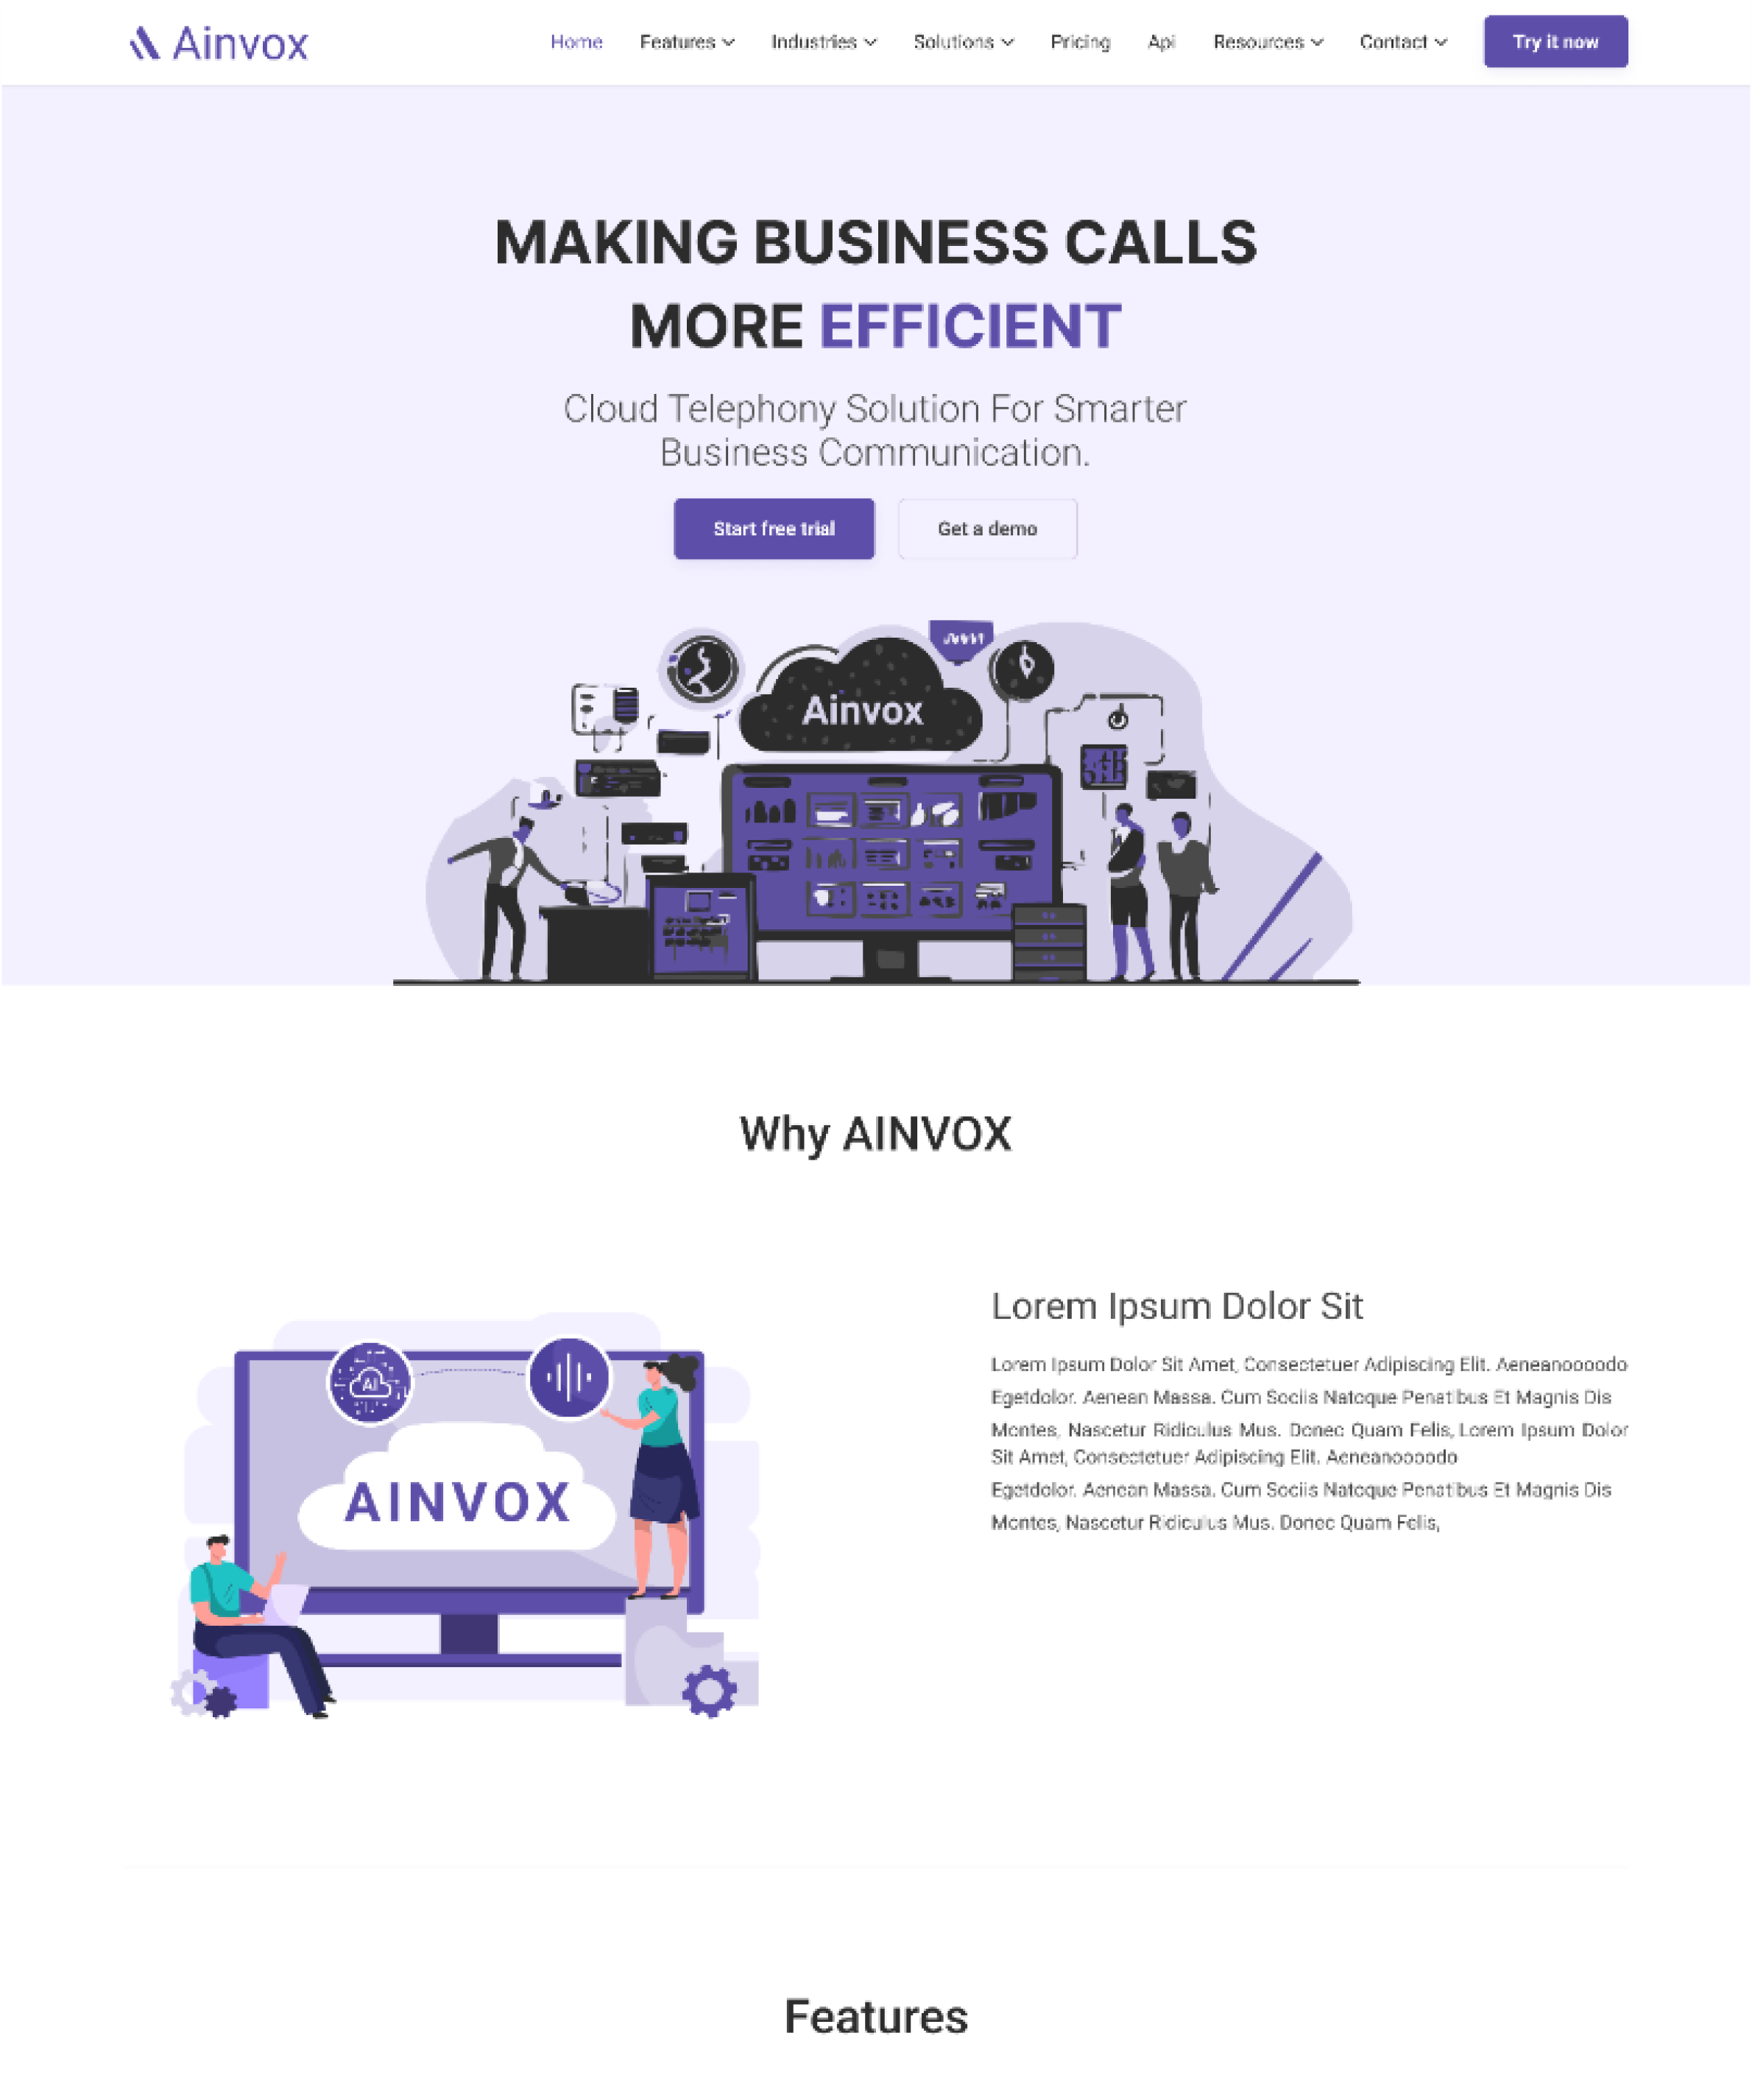 Ainvox
Home Features Industries Solutions Pricing Api Resources Contact Try it now
MAKING BUSINESS CALLS
MORE EFFICIENT
Cloud Telephony Solution For Smarter
Business Communication.
Start free trial Get a demo
Ainvox
Why AINVOX
AI
AINVOX
Lorem Ipsum Dolor Sit
Lorem Ipsum Dolor Sit Amet, Consectetuer Adipiscing Elit. Aeneanoooodo
Egetdolor. Aenean Massa. Cum Sociis Natoque Penatibus Et Magnis Dis
Montes, Nascetur Ridiculus Mus. Donec Quam Felis, Lorem Ipsum Dolor
Sit Amet, Consectetuer Adipiscing Elit. Aeneanoooodo
Egetdolor. Aenean Massa. Cum Sociis Natoque Penatibus Et Magnis Dis
Montes, Nascetur Ridiculus Mus. Donec Quam Felis,
Features